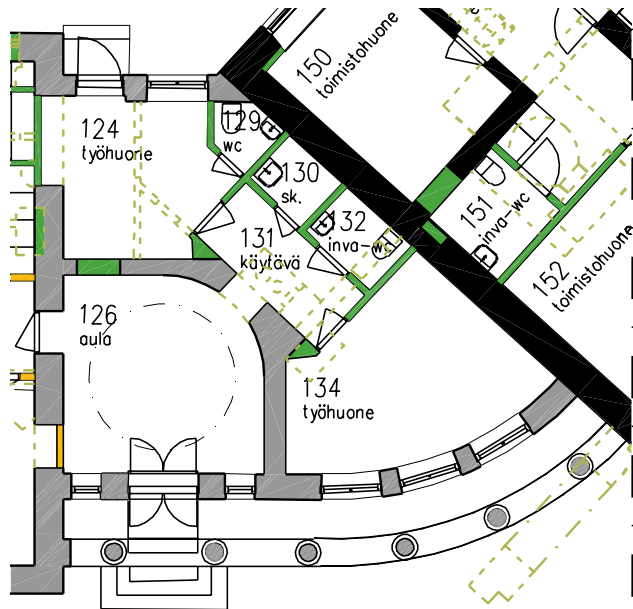 150
toimistohuone
129
wc
124
työhuone
130
sk.
132
inva-wc
151
inva-wc
131
käytävä
152
toimistohuone
126
aula
134
työhuone